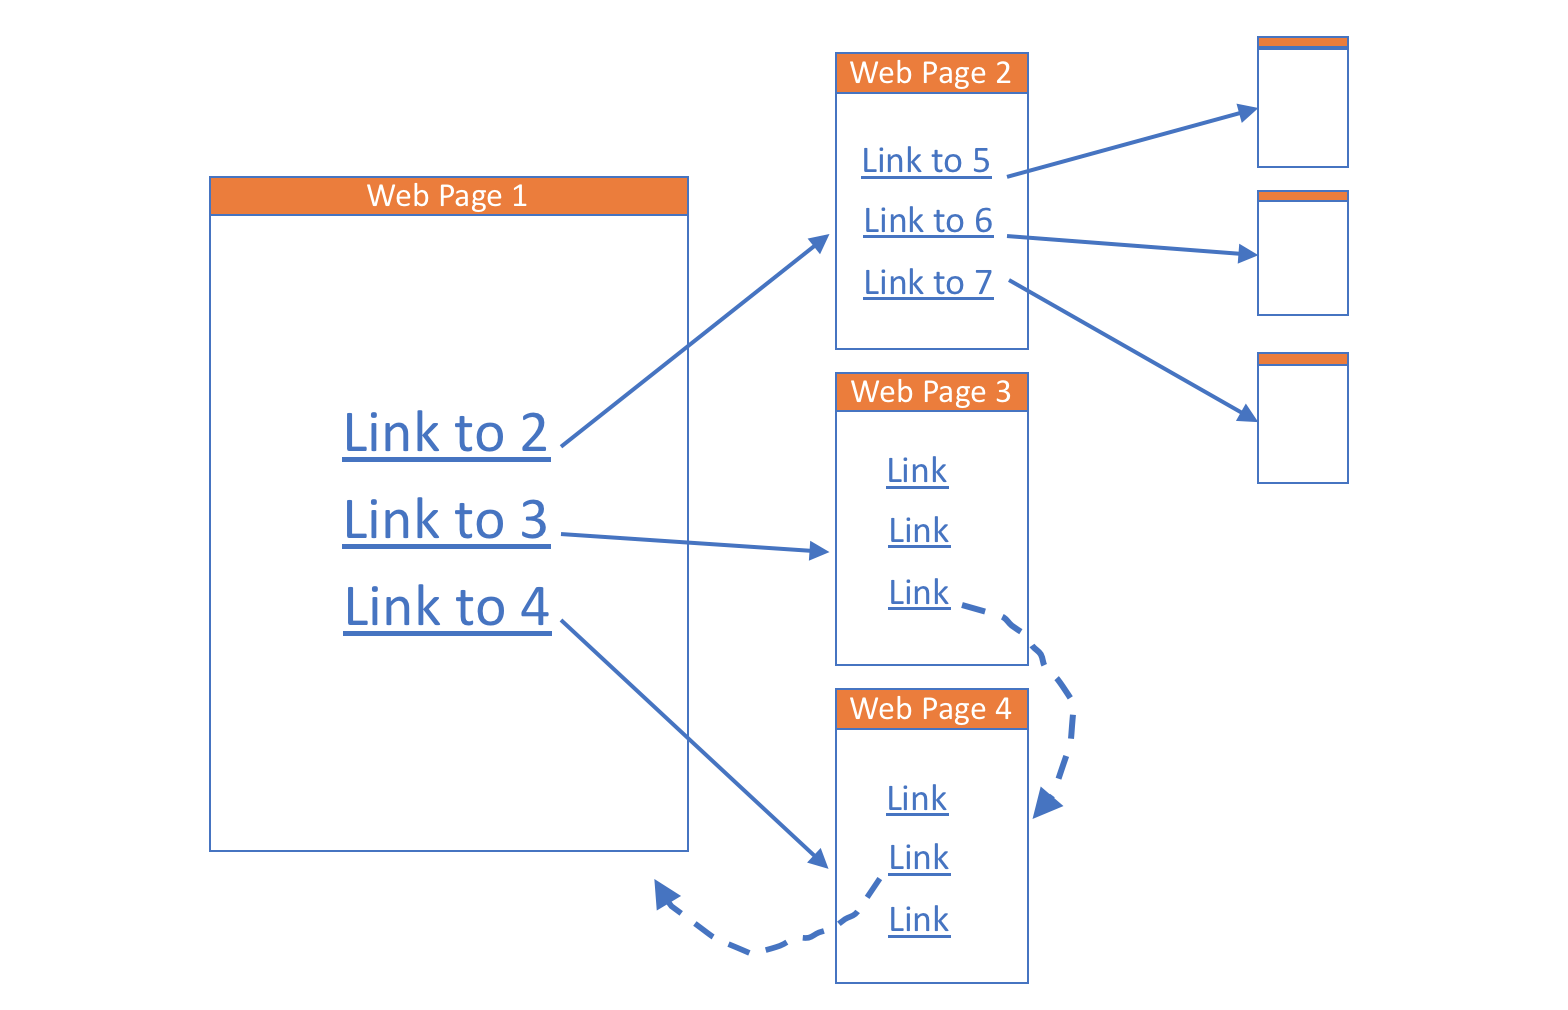 Web Page 1
Link to 2
Link to 3
Link to 4
Web Page 2
Link to 5
Link to 6
Link to 7
Web Page 3
Link
Link
Link
Web Page 4
Link
Link
Link